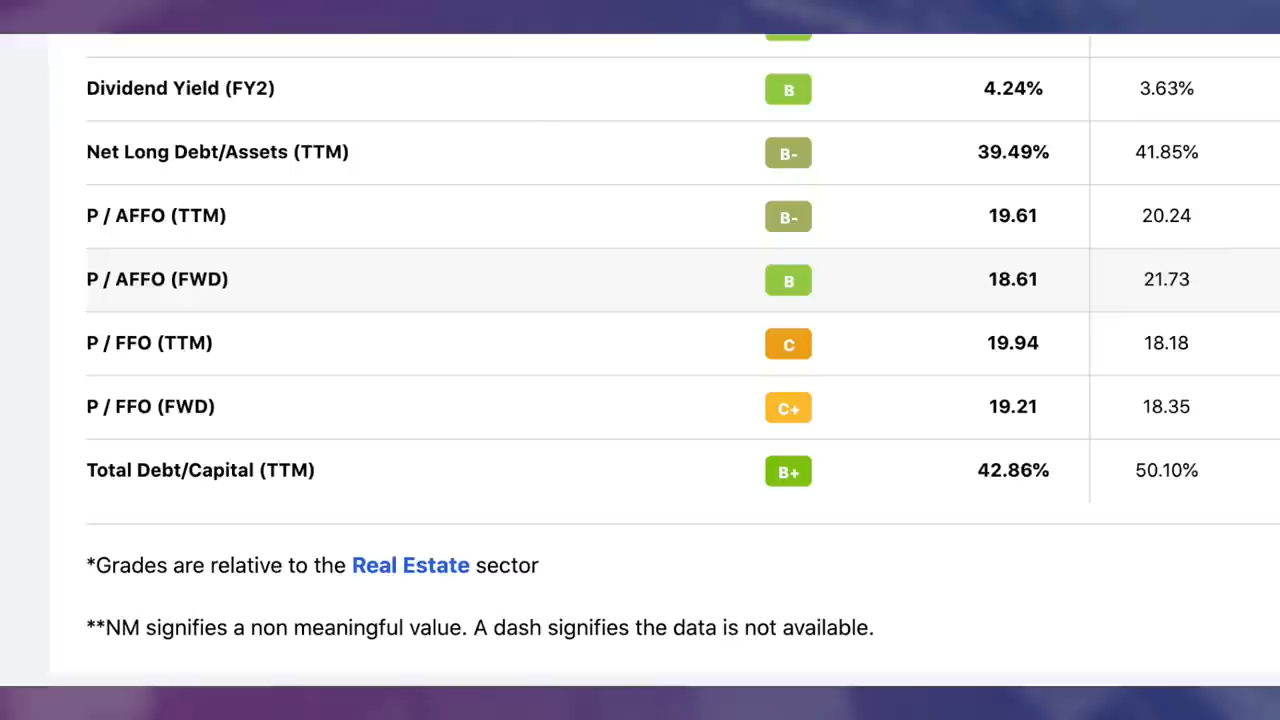 Dividend Yield (FY2) B 4.24% 3.63%
Net Long Debt/Assets (TTM) B- 39.49% 41.85%
P / AFFO (TTM) B- 19.61 20.24
P / AFFO (FWD) B 18.61 21.73
P / FFO (TTM) C 19.94 18.18
P / FFO (FWD) C+ 19.21 18.35
Total Debt/Capital (TTM) B+ 42.86% 50.10%
*Grades are relative to the Real Estate sector
**NM signifies a non meaningful value. A dash signifies the data is not available.